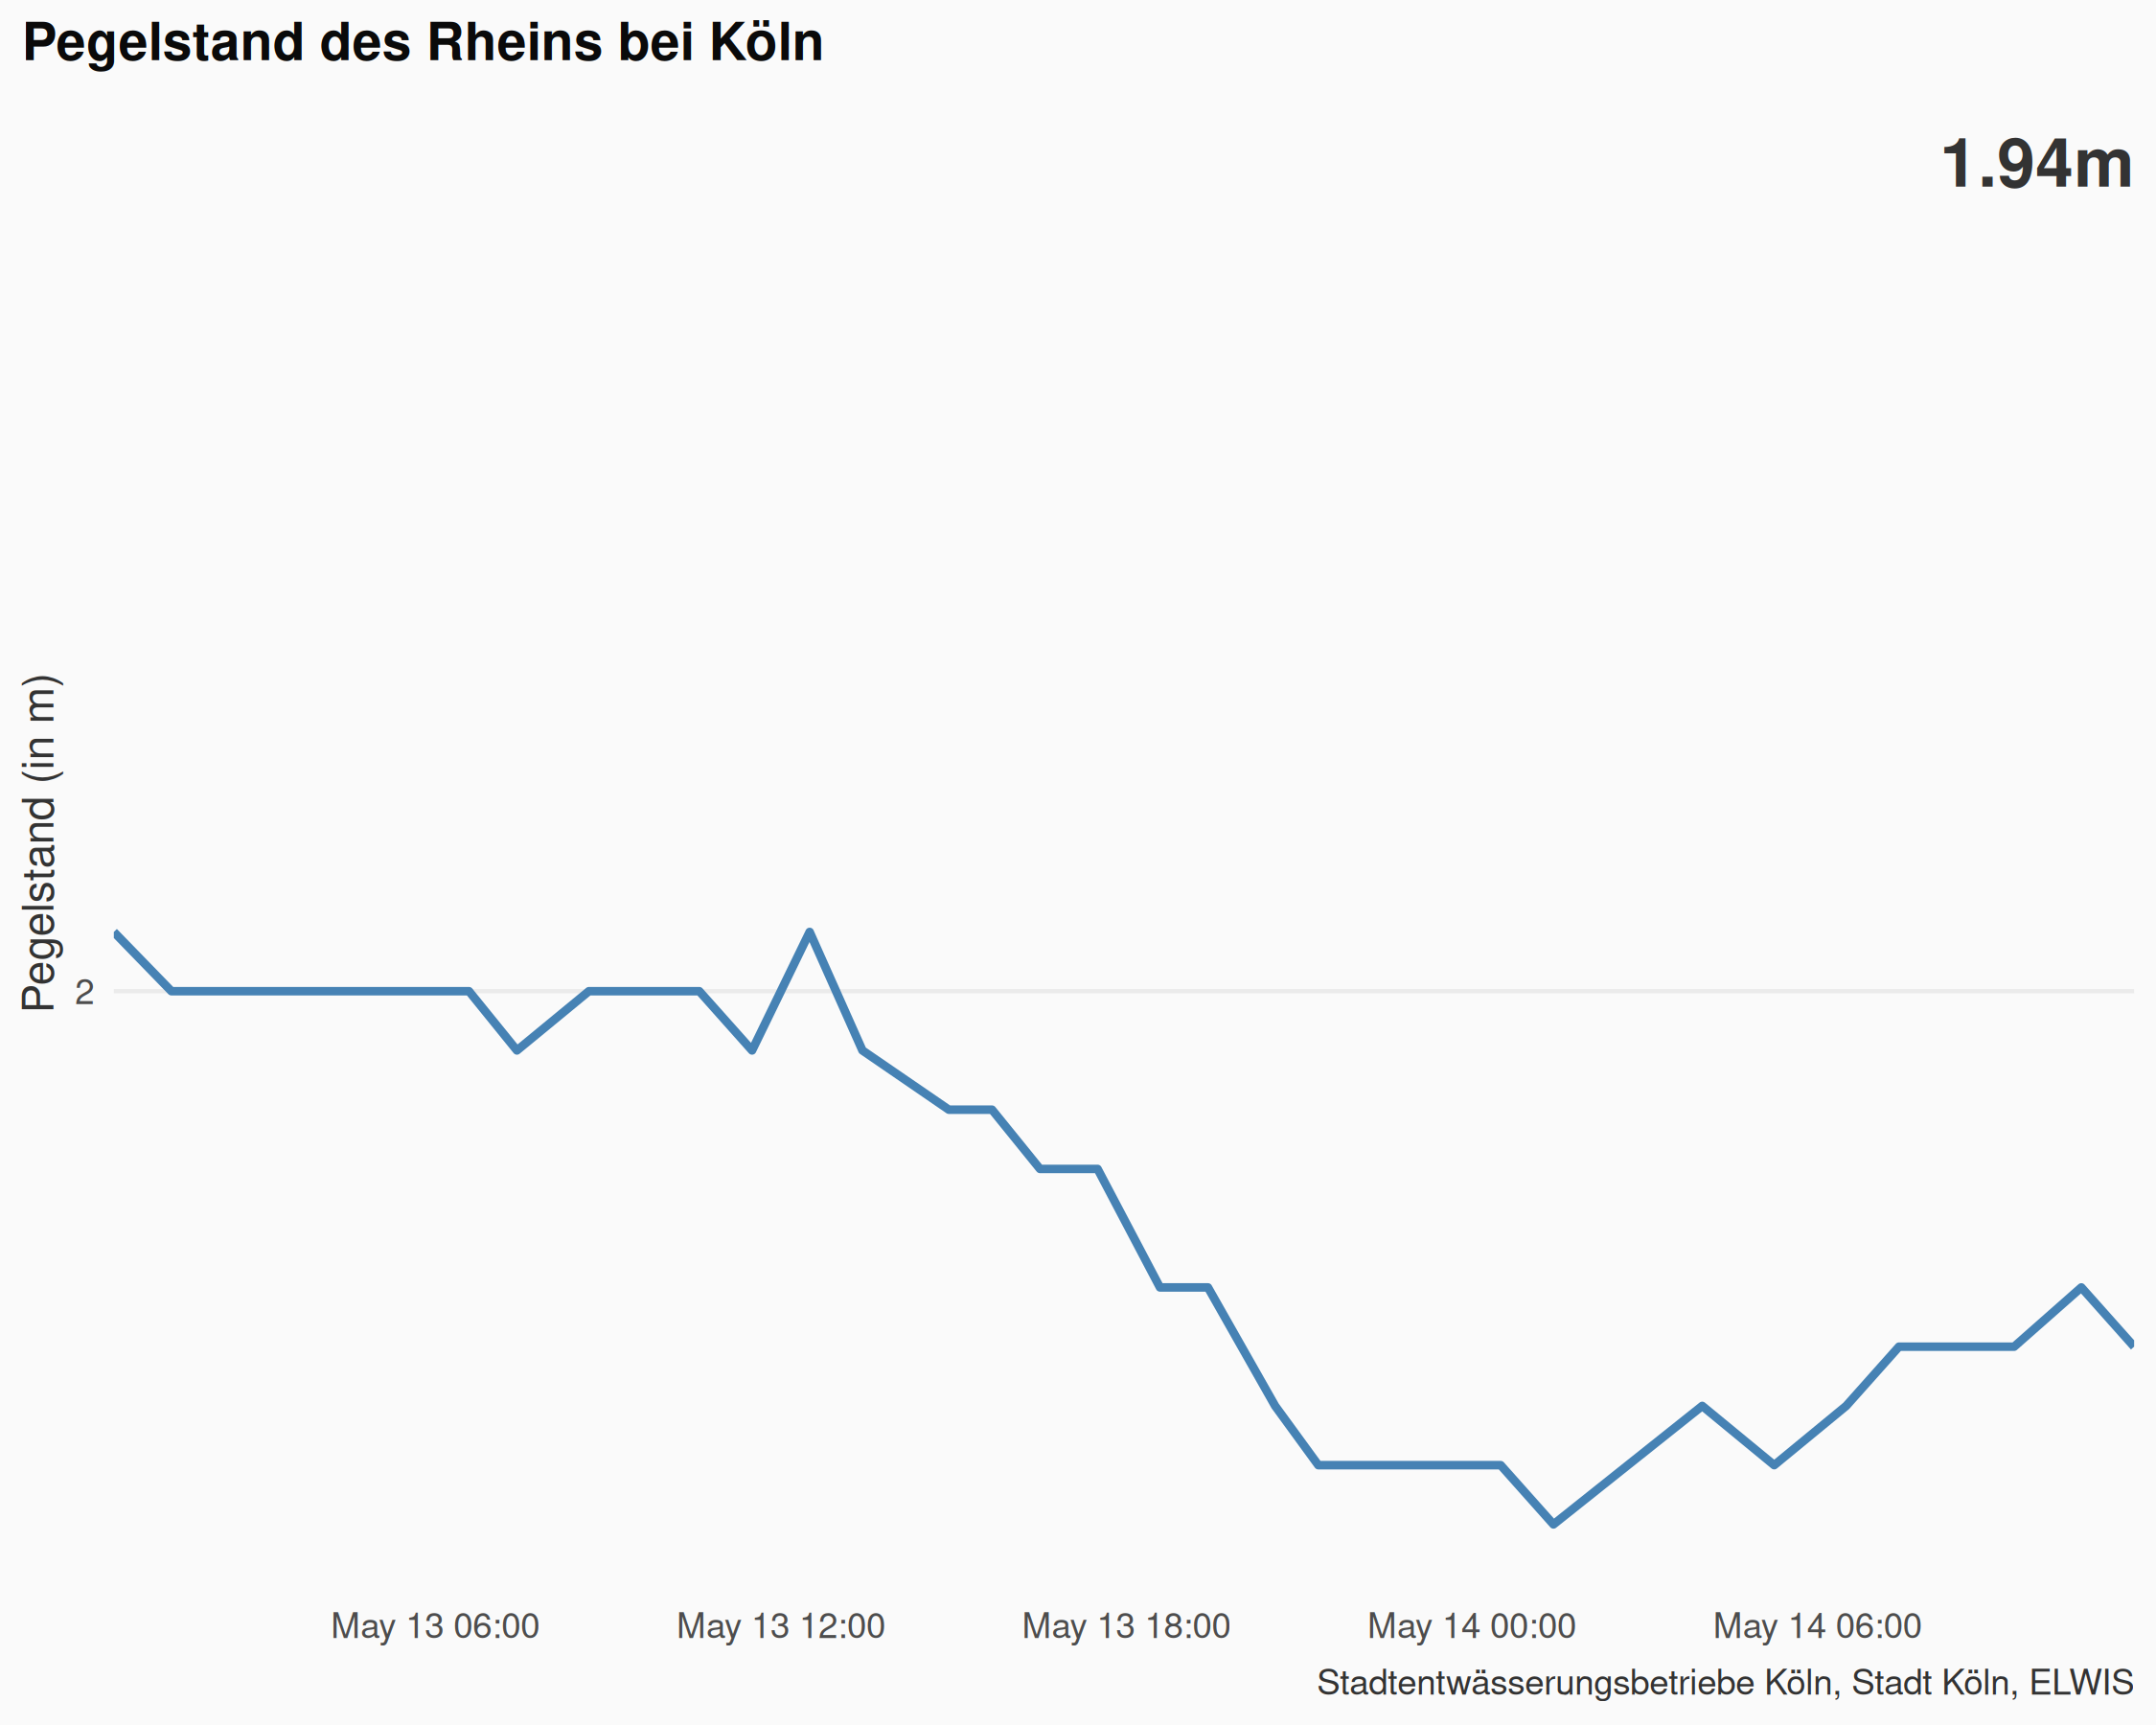 Pegelstand des Rheins bei Köln
1.94m
Pegelstand (in m)
2
May 13 06:00
May 13 12:00
May 13 18:00
May 14 00:00
May 14 06:00
Stadtentwässerungsbetriebe Köln, Stadt Köln, ELWIS